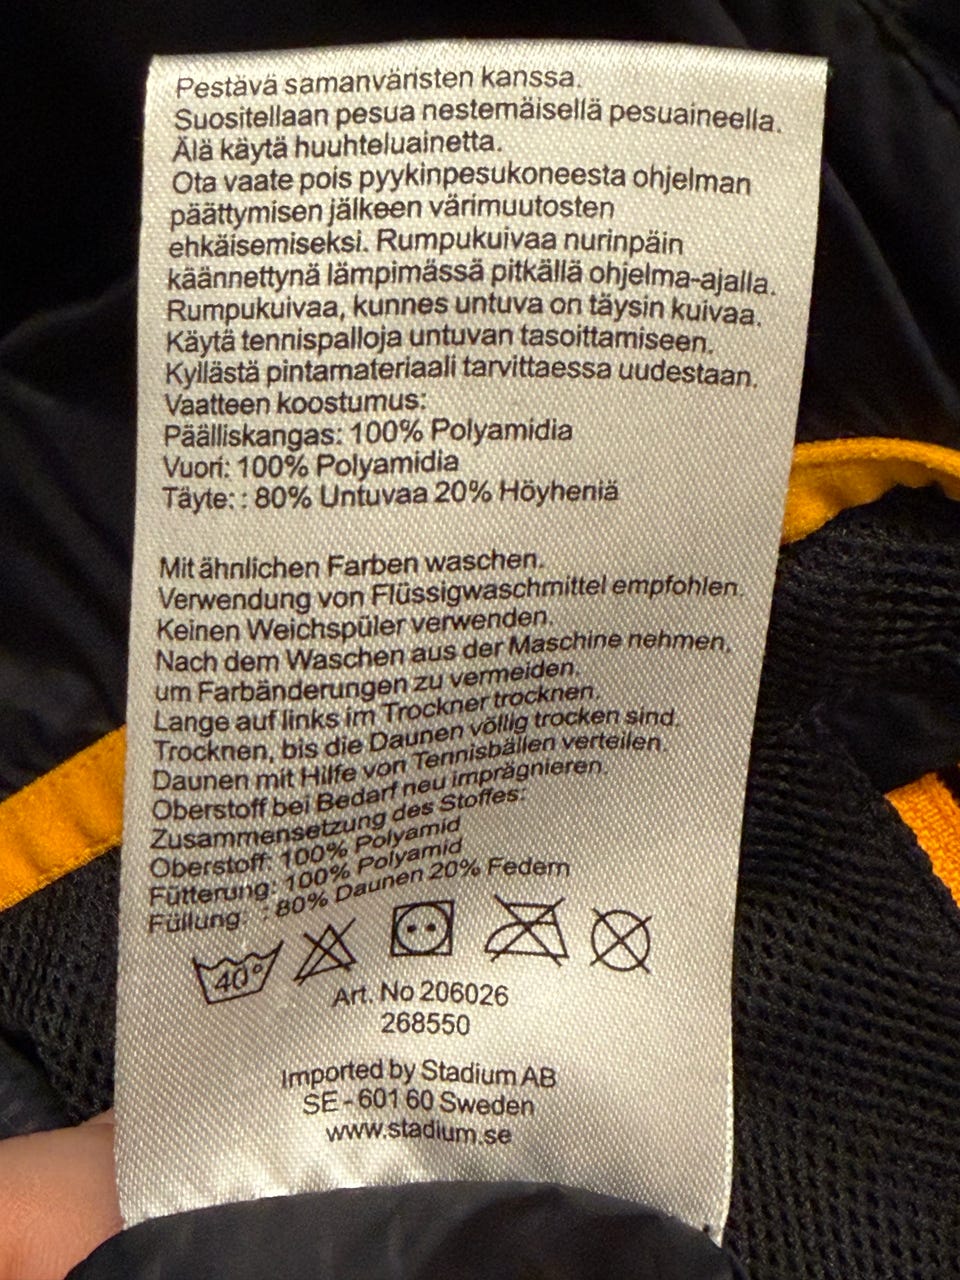 Pestävä samanväristen kanssa.
Suositellaan pesua nestemäisellä pesuaineella.
Älä käytä huuhteluainetta.
Ota vaate pois pyykinpesukoneesta ohjelman
päättymisen jälkeen värimuutosten
ehkäisemiseksi. Rumpukuivaa nurinpäin
käännettynä lämpimässä pitkällä ohjelma-ajalla.
Rumpukuivaa, kunnes untuva on täysin kuivaa.
Käytä tennispalloja untuvan tasoittamiseen.
Kyllästä pintamateriaali tarvittaessa uudestaan.
Vaatteen koostumus:
Päälliskangas: 100% Polyamidia
Vuori: 100% Polyamidia
Täyte: : 80% Untuvaa 20% Höyheniä
Mit ähnlichen Farben waschen.
Verwendung von Flüssigwaschmittel empfohlen.
Keinen Weichspüler verwenden.
Nach dem Waschen aus der Maschine nehmen,
um Farbänderungen zu vermeiden.
Lange auf links im Trockner trocknen.
Trocknen, bis die Daunen völlig trocken sind.
Daunen mit Hilfe von Tennisbällen verteilen.
Oberstoff bei Bedarf neu imprägnieren.
Zusammensetzung des Stoffes:
Oberstoff: 100% Polyamid
Fütterung: 100% Polyamid
Füllung: : 80% Daunen 20% Federn
40°
Art. No 206026
268550
Imported by Stadium AB
SE - 601 60 Sweden
www.stadium.se